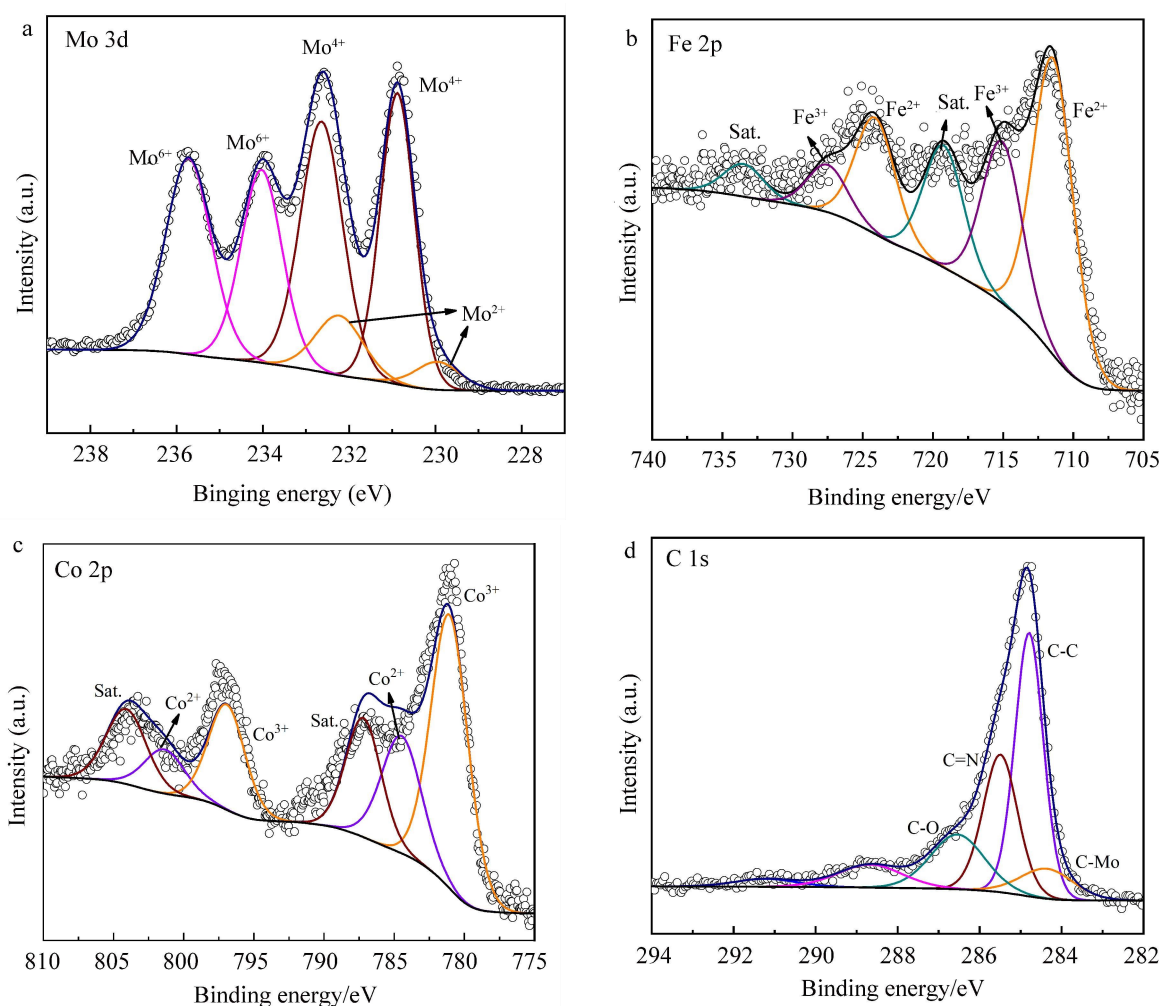 a
Mo 3d
Mo⁶⁺
Mo⁶⁺
Mo⁴⁺
Mo⁴⁺
Mo²⁺
Intensity (a.u.)
238 236 234 232 230 228
Binging energy (eV)
b
Fe 2p
Sat.
Fe³⁺
Fe²⁺
Sat.
Fe³⁺
Fe²⁺
Intensity (a.u.)
740 735 730 725 720 715 710 705
Binding energy/eV
c
Co 2p
Sat.
Co²⁺
Co³⁺
Sat.
Co²⁺
Co³⁺
Intensity (a.u.)
810 805 800 795 790 785 780 775
Binding energy/eV
d
C 1s
C-C
C=N
C-O
C-Mo
Intensity (a.u.)
294 292 290 288 286 284 282
Binding energy/eV